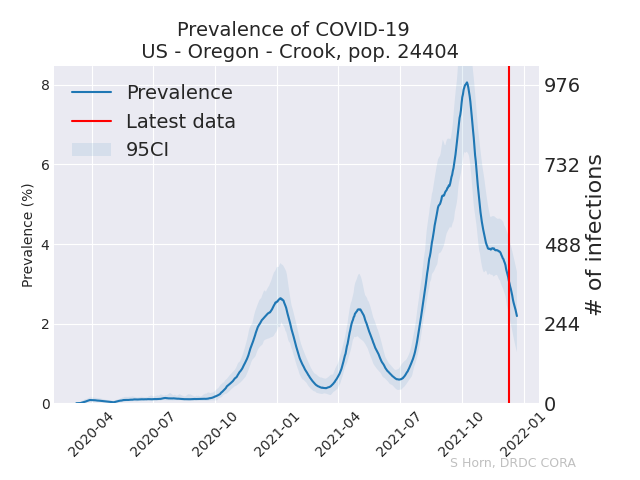 Prevalence of COVID-19
US - Oregon - Crook, pop. 24404
Prevalence
Latest data
95CI
Prevalence (%)
8
6
4
2
0
976
732
488
244
0
# of infections
2020-04
2020-07
2020-10
2021-01
2021-04
2021-07
2021-10
2022-01
S Horn, DRDC CORA